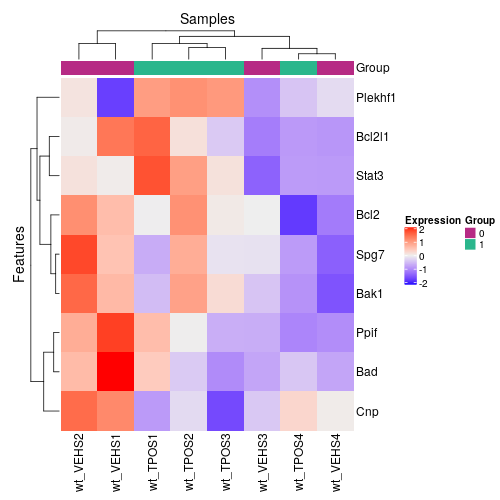 Samples
Group
Plekhf1
Bcl2l1
Stat3
Bcl2
Spg7
Bak1
Ppif
Bad
Cnp
Features
wt_VEHS2
wt_VEHS1
wt_TPOS1
wt_TPOS2
wt_TPOS3
wt_VEHS3
wt_TPOS4
wt_VEHS4
Expression
2
1
0
-1
-2
Group
0
1